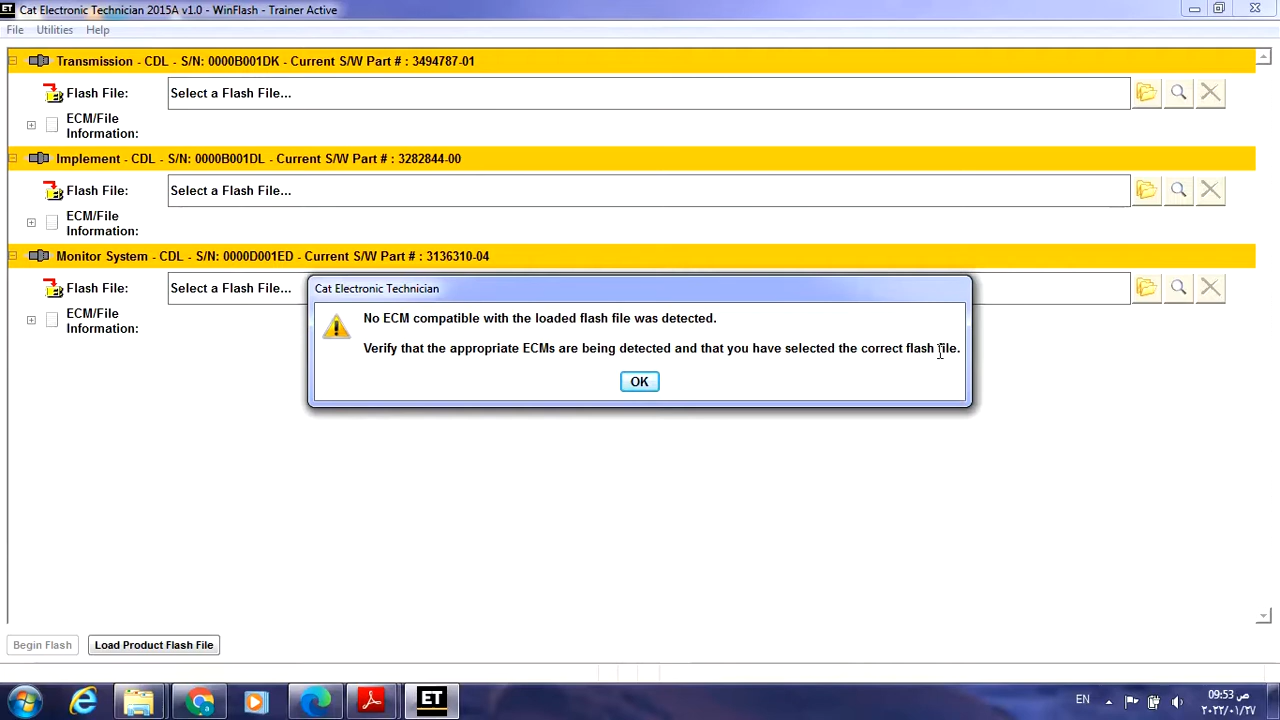 ET Cat Electronic Technician 2015A v1.0 - WinFlash - Trainer Active
File Utilities Help
Transmission - CDL - S/N: 0000B001DK - Current S/W Part # : 3494787-01
Flash File: Select a Flash File...
ECM/File
Information:
Implement - CDL - S/N: 0000B001DL - Current S/W Part # : 3282844-00
Flash File: Select a Flash File...
ECM/File
Information:
Monitor System - CDL - S/N: 0000D001ED - Current S/W Part # : 3136310-04
Flash File: Select a Flash File...
ECM/File
Information:
Cat Electronic Technician
No ECM compatible with the loaded flash file was detected.
Verify that the appropriate ECMs are being detected and that you have selected the correct flash file.
OK
Begin Flash Load Product Flash File
ET
EN
09:53 ص
٢٠٢٢/٠١/٢٧